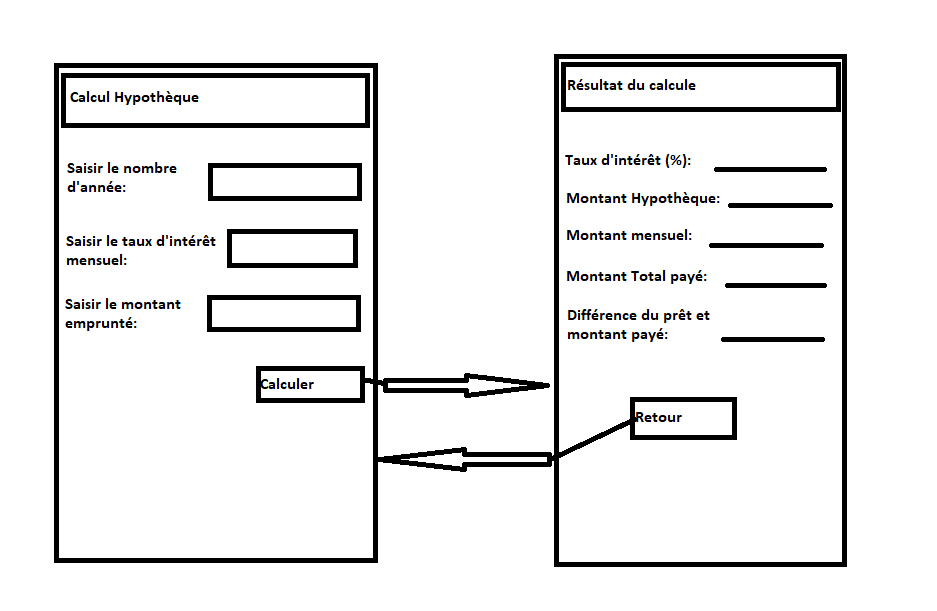 Calcul Hypothèque
Saisir le nombre
d'année:
Saisir le taux d'intérêt
mensuel:
Saisir le montant
emprunté:
Calculer
Résultat du calcule
Taux d'intérêt (%):
Montant Hypothèque:
Montant mensuel:
Montant Total payé:
Différence du prêt et
montant payé:
Retour